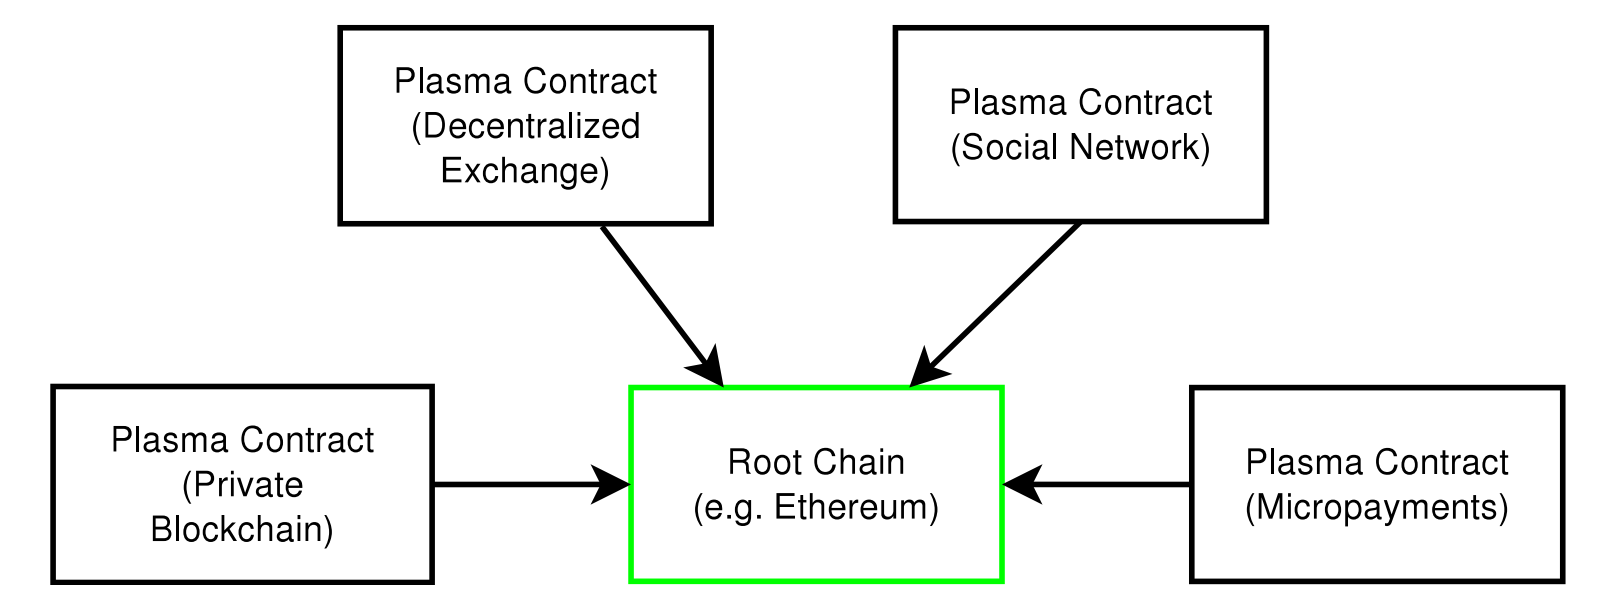 Plasma Contract
(Decentralized
Exchange)
Plasma Contract
(Social Network)
Plasma Contract
(Private
Blockchain)
Root Chain
(e.g. Ethereum)
Plasma Contract
(Micropayments)